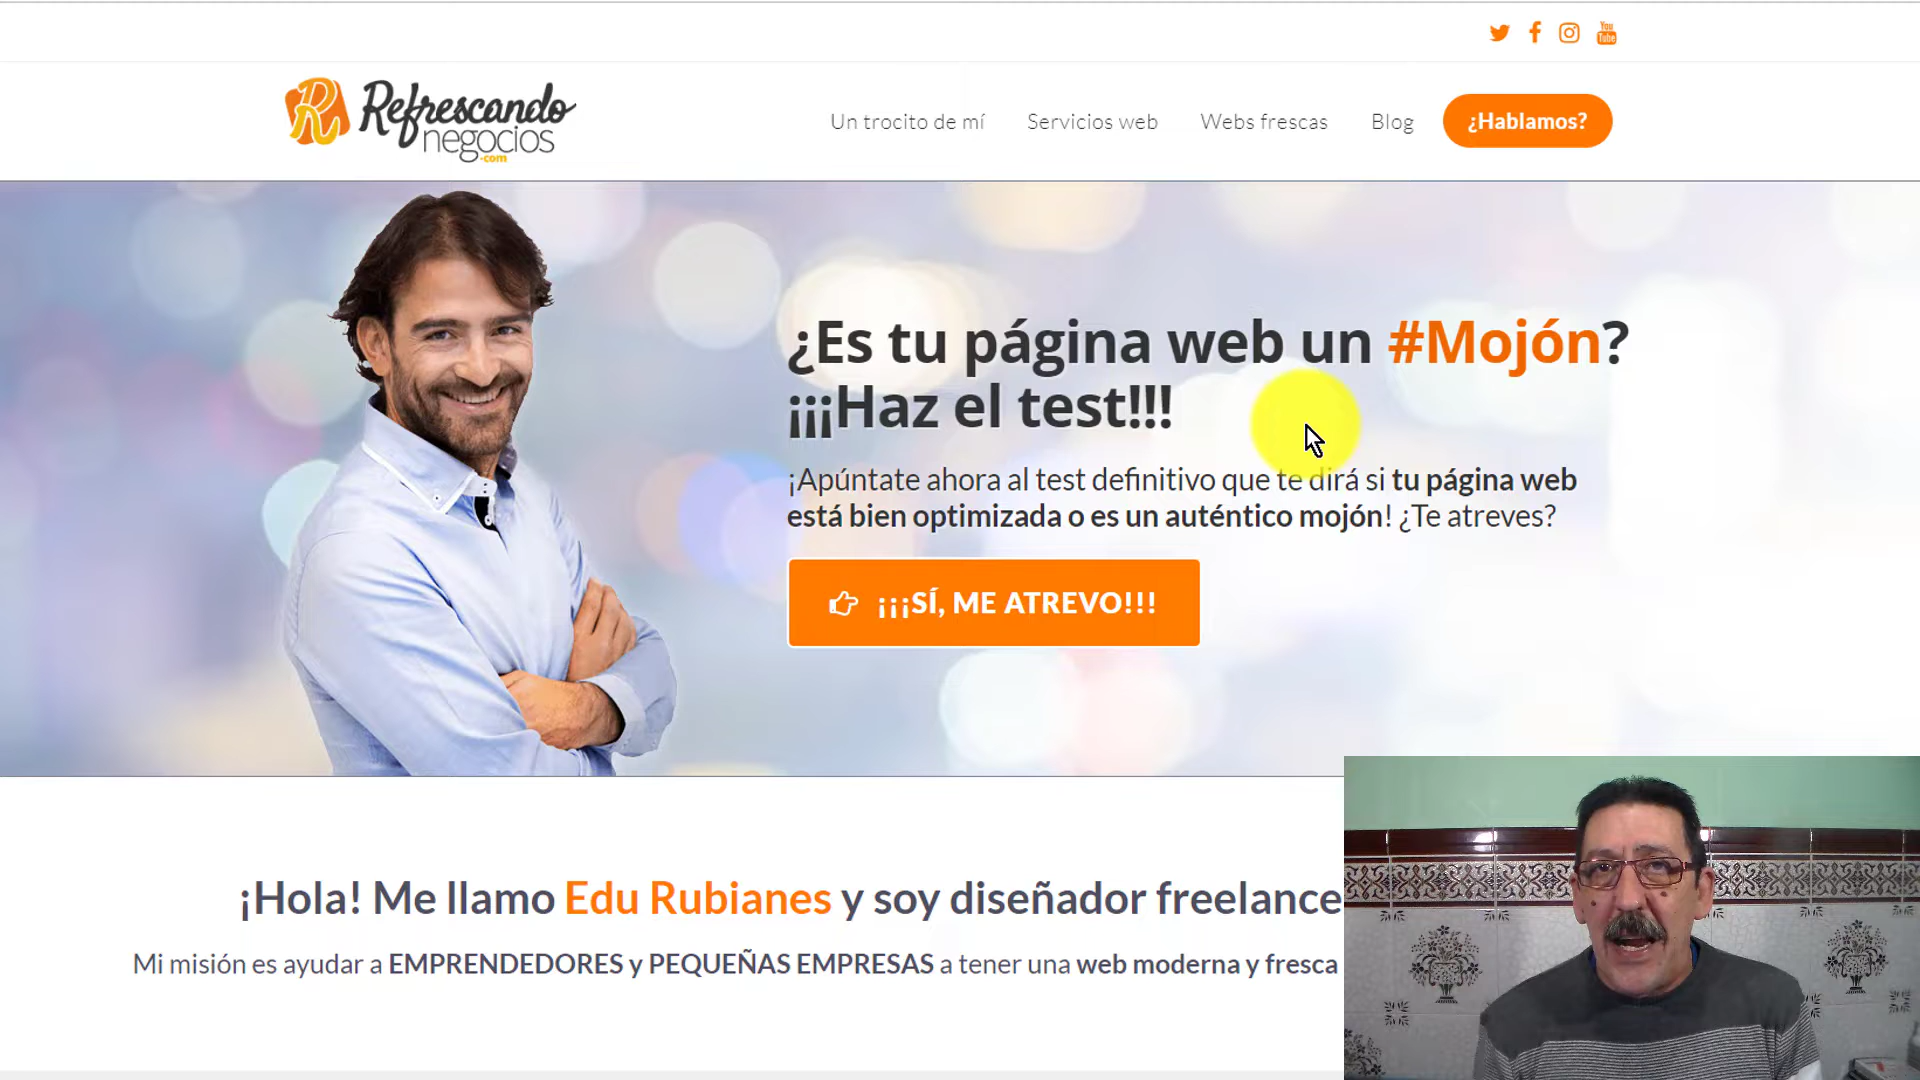 You
Tube
Refrescando
negocios
.com
Un trocito de mí
Servicios web
Webs frescas
Blog
¿Hablamos?
¿Es tu página web un #Mojón?
¡¡¡Haz el test!!!
¡Apúntate ahora al test definitivo que te dirá si tu página web
está bien optimizada o es un auténtico mojón! ¿Te atreves?
¡¡¡SÍ, ME ATREVO!!!
¡Hola! Me llamo Edu Rubianes y soy diseñador freelance
Mi misión es ayudar a EMPRENDEDORES y PEQUEÑAS EMPRESAS a tener una web moderna y fresca